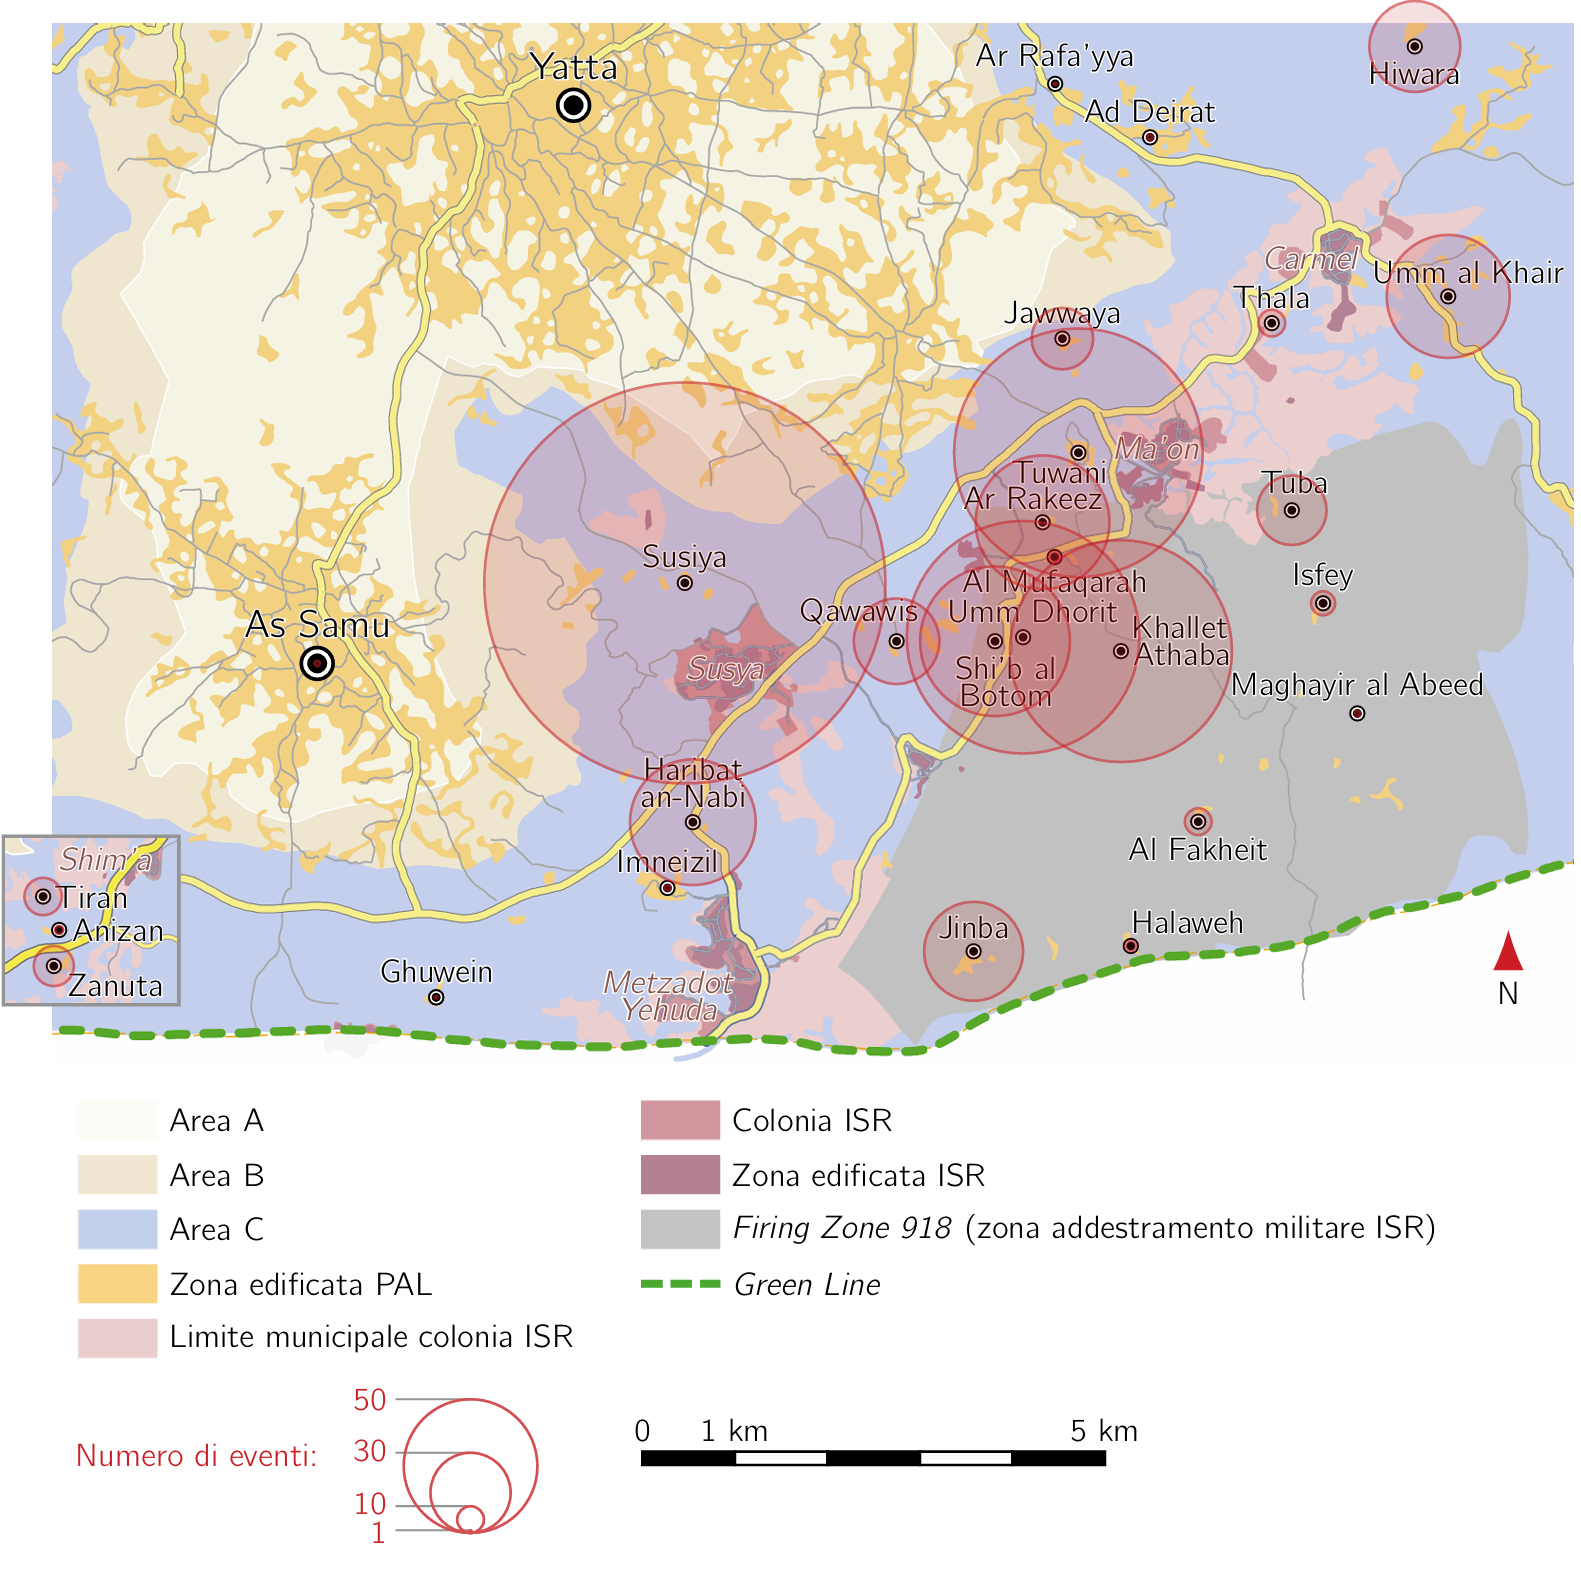 Yatta
Ar Rafa'yya
Ad Deirat
Hiwara
Carmel
Umm al Khair
Thala
Jawwaya
Ma'on
Tuwani
Ar Rakeez
Tuba
Susiya
Al Mufaqarah
Isfey
As Samu
Qawawis
Umm Dhorit
Khallet
Athaba
Susya
Shi'b al
Botom
Maghayir al Abeed
Haribat
an-Nabi
Imneizil
Al Fakheit
Shim'a
Tiran
Anizan
Zanuta
Jinba
Halaweh
Ghuwein
Metzadot
Yehuda
N
Area A
Area B
Area C
Zona edificata PAL
Limite municipale colonia ISR
Colonia ISR
Zona edificata ISR
Firing Zone 918 (zona addestramento militare ISR)
Green Line
Numero di eventi:
50
30
10
1
0 1 km 5 km